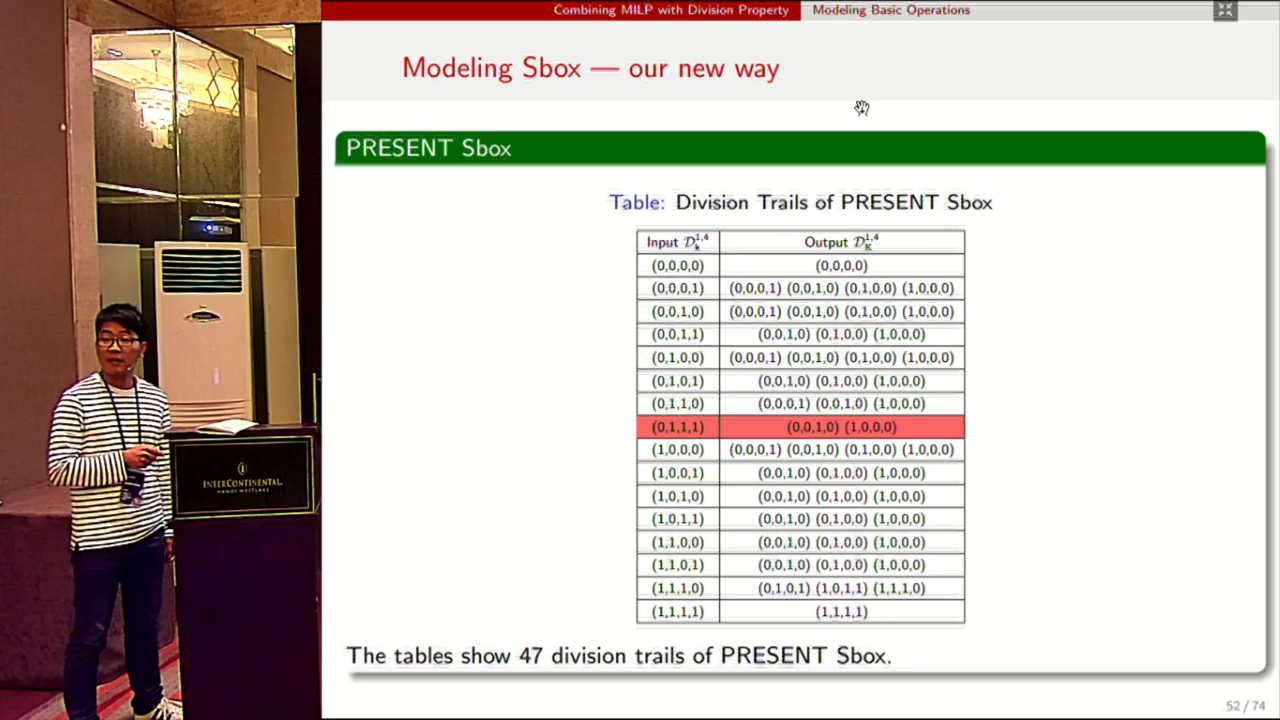 Combining MILP with Division Property Modeling Basic Operations
Modeling Sbox — our new way
PRESENT Sbox
Table: Division Trails of PRESENT Sbox
Input 𝒟ₖ^{1,4} Output 𝒟_𝕂^{1,4}
(0,0,0,0) (0,0,0,0)
(0,0,0,1) (0,0,0,1) (0,0,1,0) (0,1,0,0) (1,0,0,0)
(0,0,1,0) (0,0,0,1) (0,0,1,0) (0,1,0,0) (1,0,0,0)
(0,0,1,1) (0,0,1,0) (0,1,0,0) (1,0,0,0)
(0,1,0,0) (0,0,0,1) (0,0,1,0) (0,1,0,0) (1,0,0,0)
(0,1,0,1) (0,0,1,0) (0,1,0,0) (1,0,0,0)
(0,1,1,0) (0,0,0,1) (0,0,1,0) (1,0,0,0)
(0,1,1,1) (0,0,1,0) (1,0,0,0)
(1,0,0,0) (0,0,0,1) (0,0,1,0) (0,1,0,0) (1,0,0,0)
(1,0,0,1) (0,0,1,0) (0,1,0,0) (1,0,0,0)
(1,0,1,0) (0,0,1,0) (0,1,0,0) (1,0,0,0)
(1,0,1,1) (0,0,1,0) (0,1,0,0) (1,0,0,0)
(1,1,0,0) (0,0,1,0) (0,1,0,0) (1,0,0,0)
(1,1,0,1) (0,0,1,0) (0,1,0,0) (1,0,0,0)
(1,1,1,0) (0,1,0,1) (1,0,1,1) (1,1,1,0)
(1,1,1,1) (1,1,1,1)
The tables show 47 division trails of PRESENT Sbox.
52 / 74
INTERCONTINENTAL
HANOI WESTLAKE